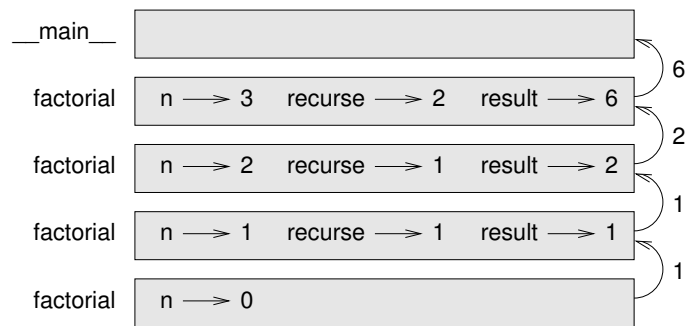 __main__
6
factorial n 3 recurse 2 result 6
2
factorial n 2 recurse 1 result 2
1
factorial n 1 recurse 1 result 1
1
factorial n 0